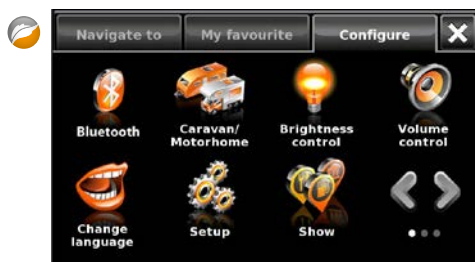 Navigate to
My favourite
Configure
Bluetooth
Caravan/
Motorhome
Brightness
control
Volume
control
Change
language
Setup
Show